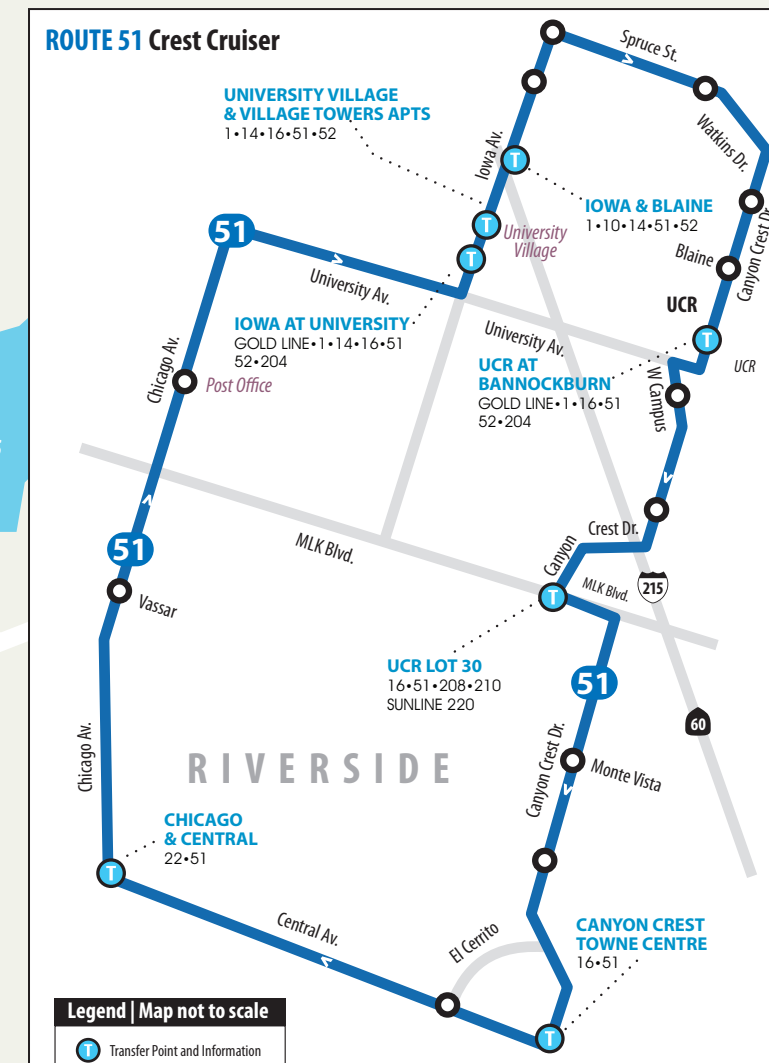 ROUTE 51 Crest Cruiser
Spruce St.
UNIVERSITY VILLAGE
& VILLAGE TOWERS APTS
1•14•16•51•52
Iowa Av.
Watkins Dr.
T
IOWA & BLAINE
1•10•14•51•52
Canyon Crest Dr.
51
T
University
Village
Blaine
T
University Av.
UCR
IOWA AT UNIVERSITY
GOLD LINE•1•14•16•51
52•204
University Av.
T
UCR
UCR AT
BANNOCKBURN
GOLD LINE•1•16•51
52•204
Chicago Av.
Post Office
W Campus
Crest Dr.
Canyon
51
MLK Blvd.
MLK Blvd.
215
T
Vassar
UCR LOT 30
16•51•208•210
SUNLINE 220
51
60
Chicago Av.
RIVERSIDE
Canyon Crest Dr.
Monte Vista
CHICAGO
& CENTRAL
22•51
T
Central Av.
El Cerrito
CANYON CREST
TOWNE CENTRE
16•51
T
Legend | Map not to scale
T Transfer Point and Information